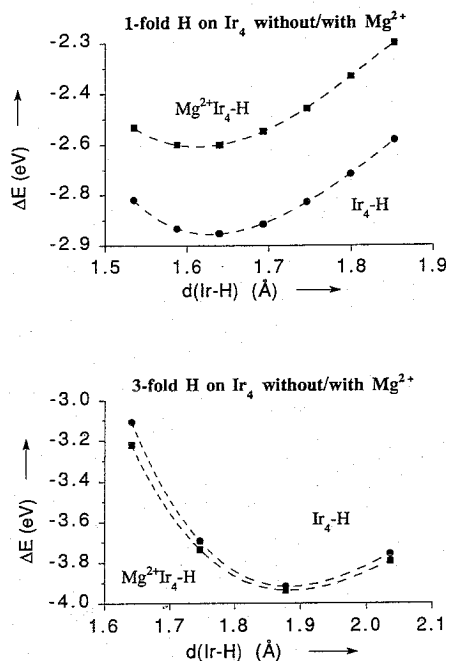 1-fold H on Ir₄ without/with Mg²⁺
-2.3
-2.4
-2.5
-2.6
-2.7
-2.8
-2.9
ΔE (eV)
Mg²⁺Ir₄-H
Ir₄-H
1.5 1.6 1.7 1.8 1.9
d(Ir-H) (Å)
3-fold H on Ir₄ without/with Mg²⁺
-3.0
-3.2
-3.4
-3.6
-3.8
-4.0
ΔE (eV)
Ir₄-H
Mg²⁺Ir₄-H
1.6 1.7 1.8 1.9 2.0 2.1
d(Ir-H) (Å)